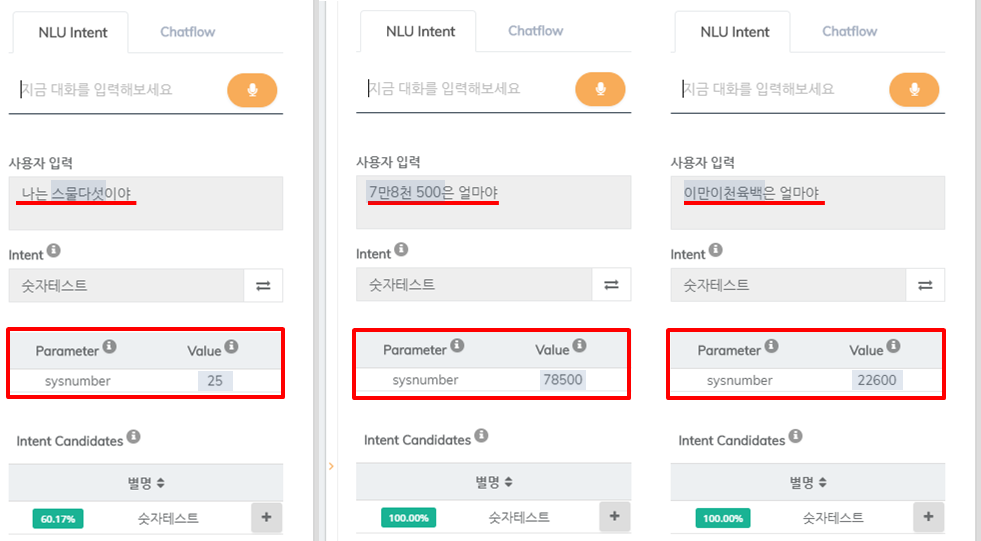 NLU Intent
Chatflow
지금 대화를 입력해보세요
사용자 입력
나는 스물다섯이야
Intent
숫자테스트
Parameter Value
sysnumber 25
Intent Candidates
별명
60.17% 숫자테스트 +
NLU Intent
Chatflow
지금 대화를 입력해보세요
사용자 입력
7만8천 500은 얼마야
Intent
숫자테스트
Parameter Value
sysnumber 78500
Intent Candidates
별명
100.00% 숫자테스트 +
NLU Intent
Chatflow
지금 대화를 입력해보세요
사용자 입력
이만이천육백은 얼마야
Intent
숫자테스트
Parameter Value
sysnumber 22600
Intent Candidates
별명
100.00% 숫자테스트 +